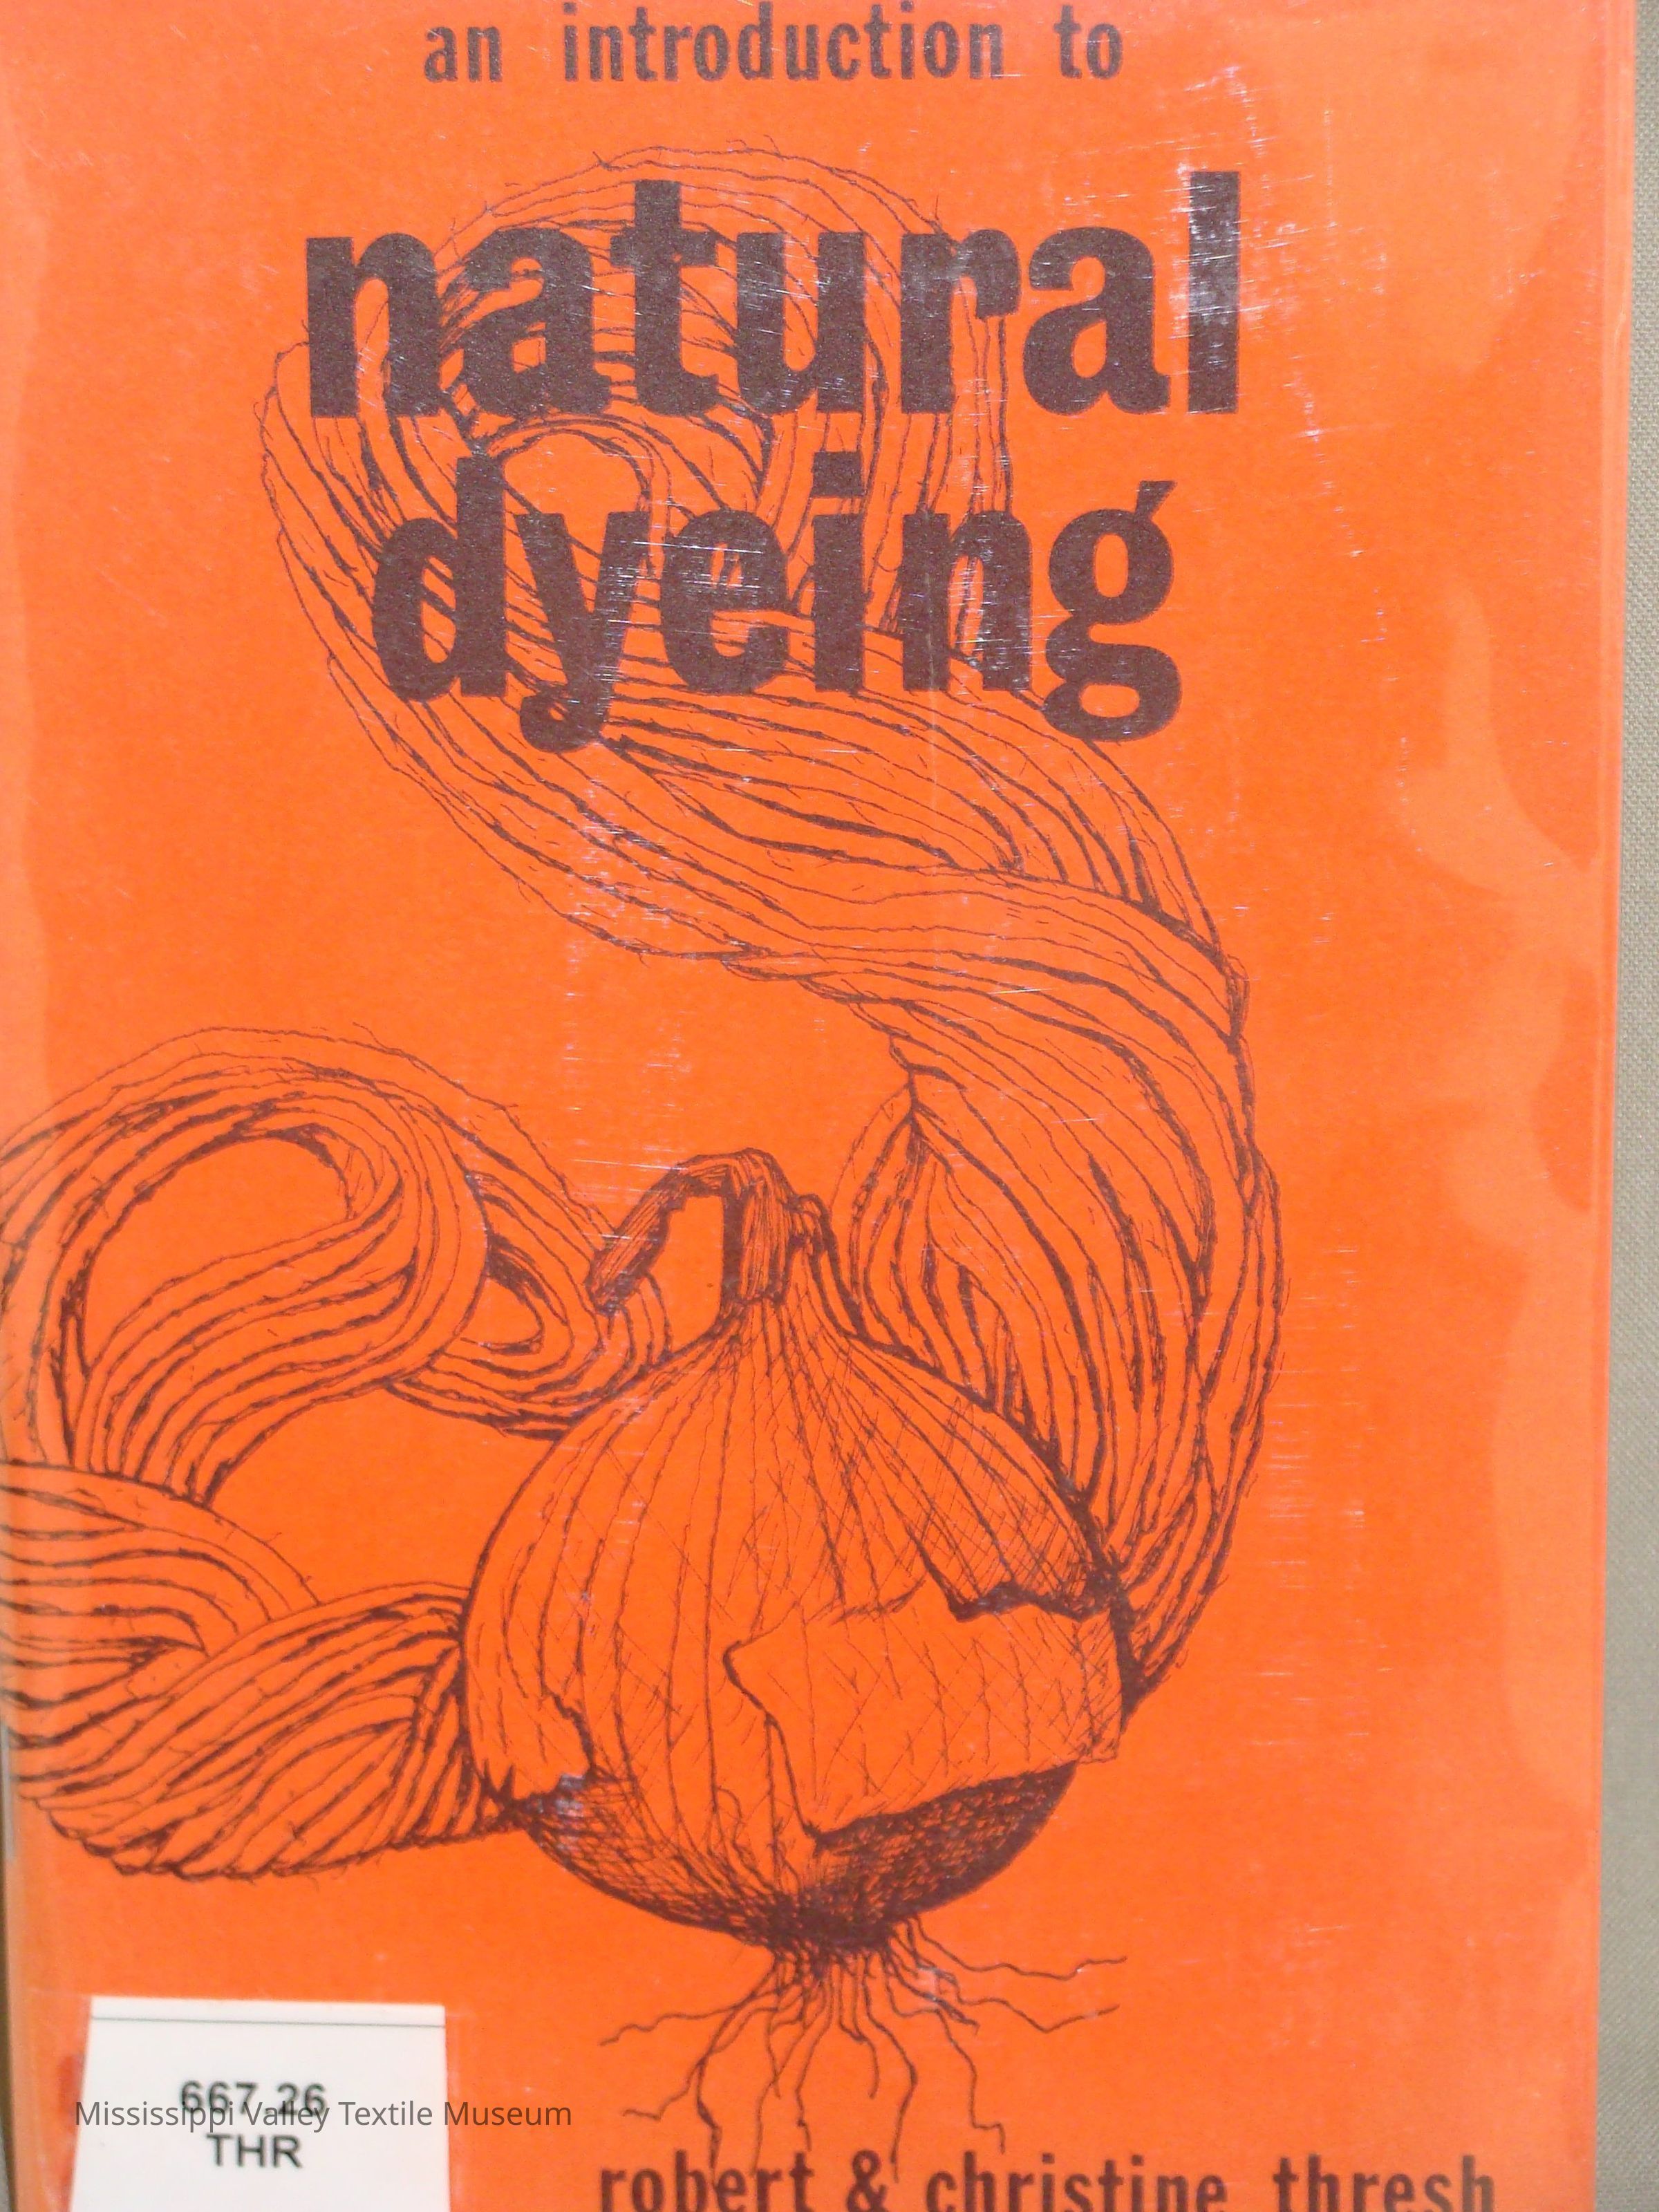 an introduction to
natural
dyeing
667.26
Mississippi Valley Textile Museum
THR
robert & christine thresh